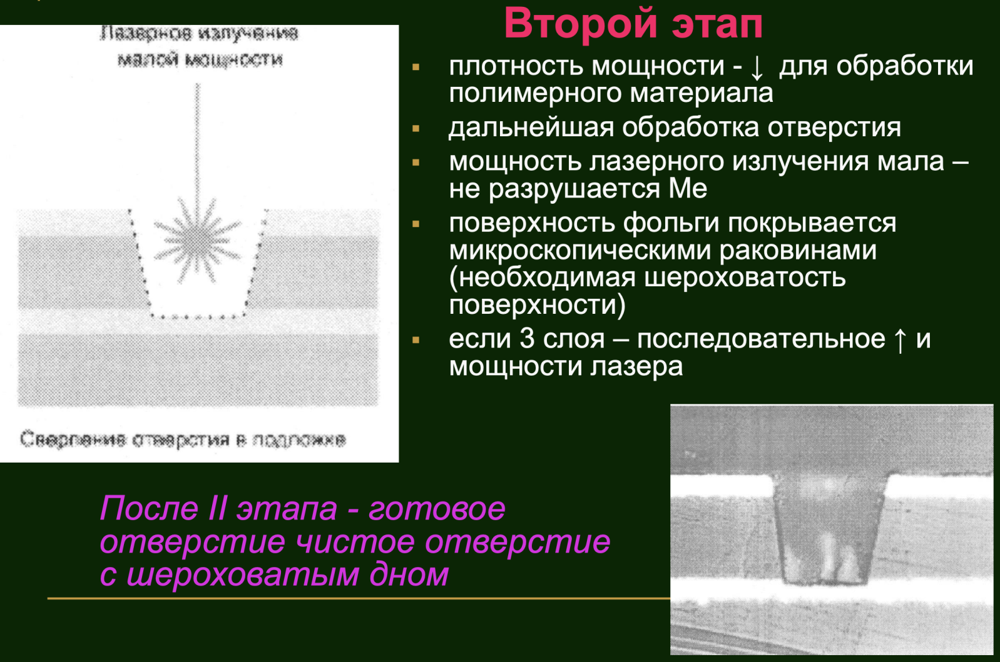 Второй этап
Лазерное излучение
малой мощности
Сверление отверстия в подложке
▪ плотность мощности - ↓ для обработки
полимерного материала
▪ дальнейшая обработка отверстия
▪ мощность лазерного излучения мала –
не разрушается Ме
▪ поверхность фольги покрывается
микроскопическими раковинами
(необходимая шероховатость
поверхности)
▪ если 3 слоя – последовательное ↑ и
мощности лазера
После II этапа - готовое
отверстие чистое отверстие
с шероховатым дном